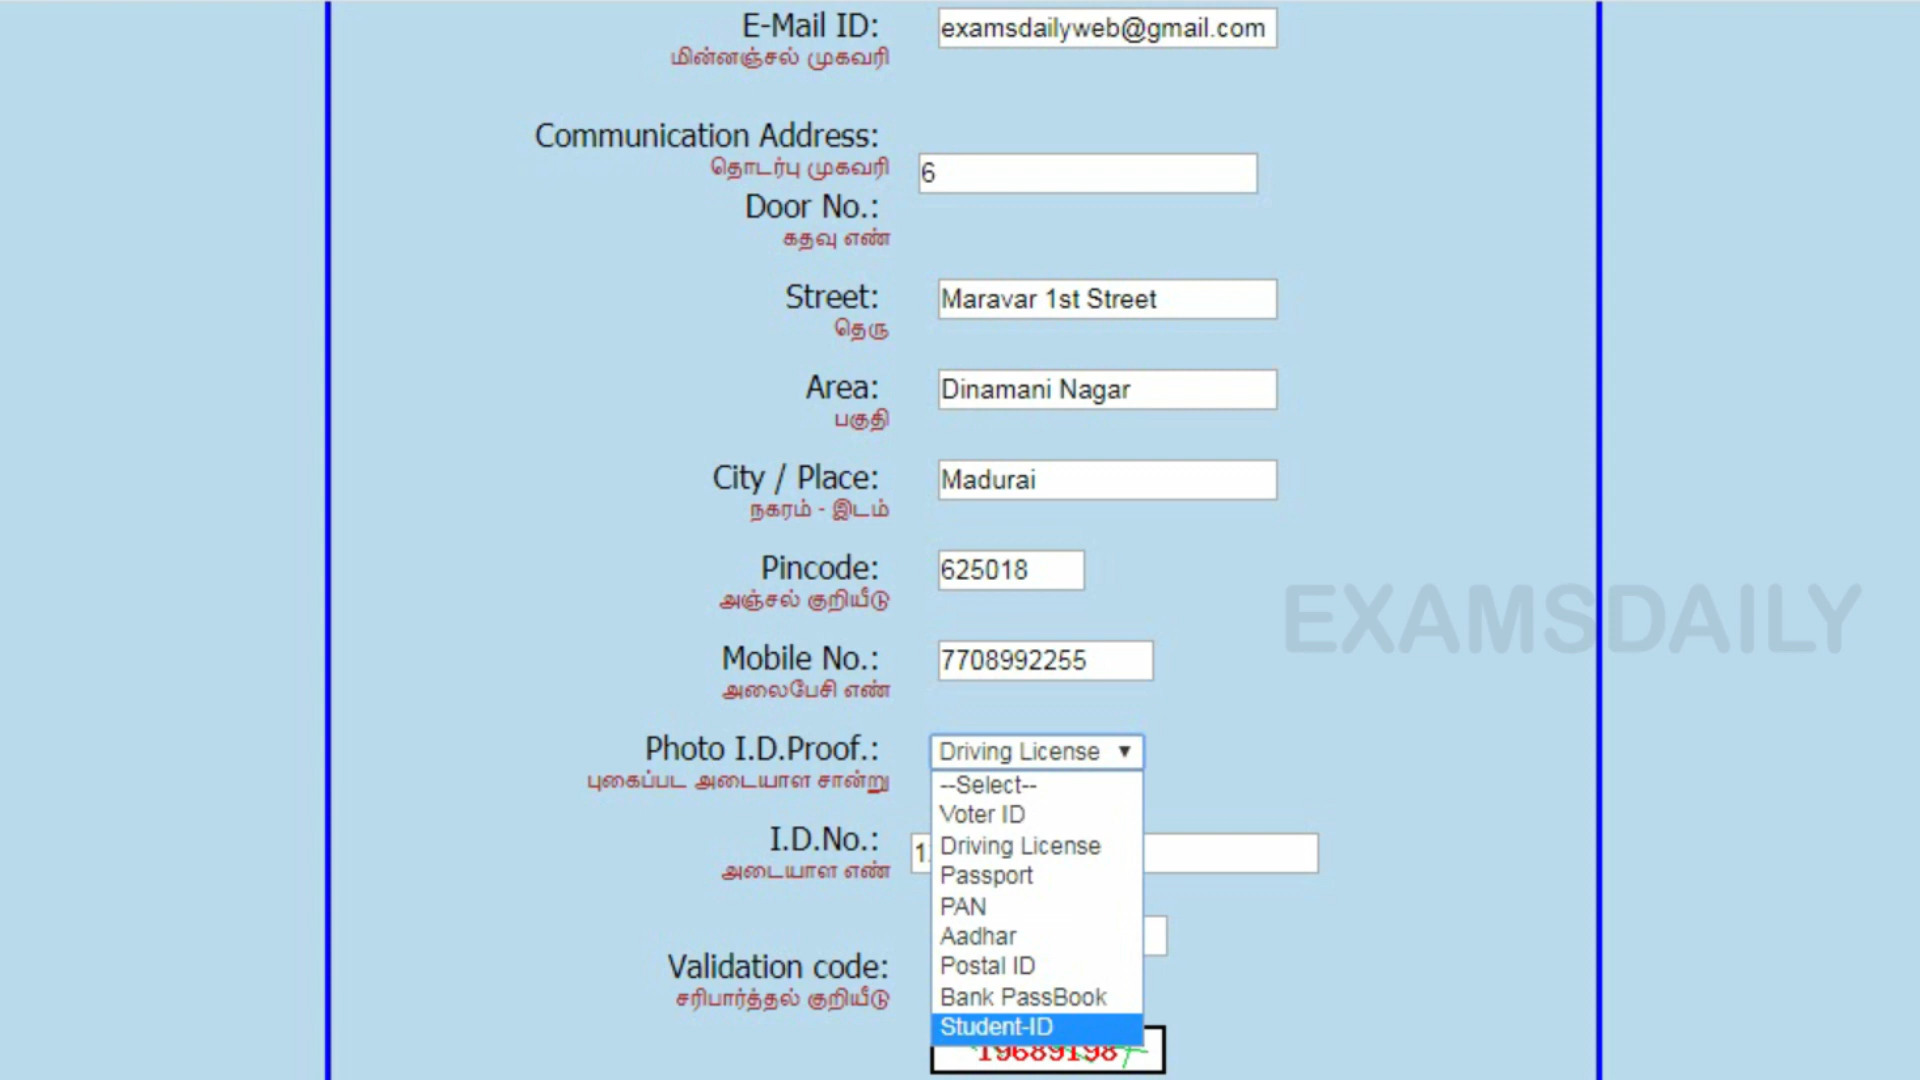 E-Mail ID: examsdailyweb@gmail.com
மின்னஞ்சல் முகவரி
Communication Address:
தொடர்பு முகவரி
6
Door No.:
கதவு எண்
Street: Maravar 1st Street
தெரு
Area: Dinamani Nagar
பகுதி
City / Place: Madurai
நகரம் - இடம்
Pincode: 625018
அஞ்சல் குறியீடு
EXAMSDAILY
Mobile No.: 7708992255
அலைபேசி எண்
Photo I.D.Proof.: Driving License
புகைப்பட அடையாள சான்று
--Select--
Voter ID
I.D.No.:
அடையாள எண்
Driving License
Passport
PAN
Aadhar
Postal ID
Validation code:
சரிபார்த்தல் குறியீடு
Bank PassBook
Student-ID